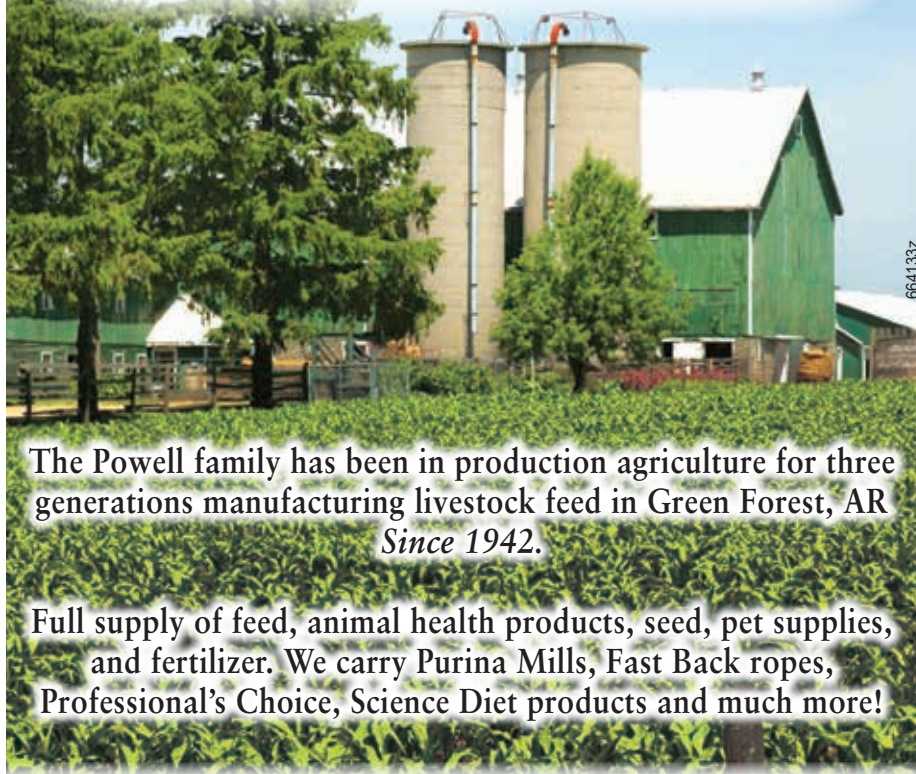 664133z
The Powell family has been in production agriculture for three
generations manufacturing livestock feed in Green Forest, AR
Since 1942.
Full supply of feed, animal health products, seed, pet supplies,
and fertilizer. We carry Purina Mills, Fast Back ropes,
Professional's Choice, Science Diet products and much more!